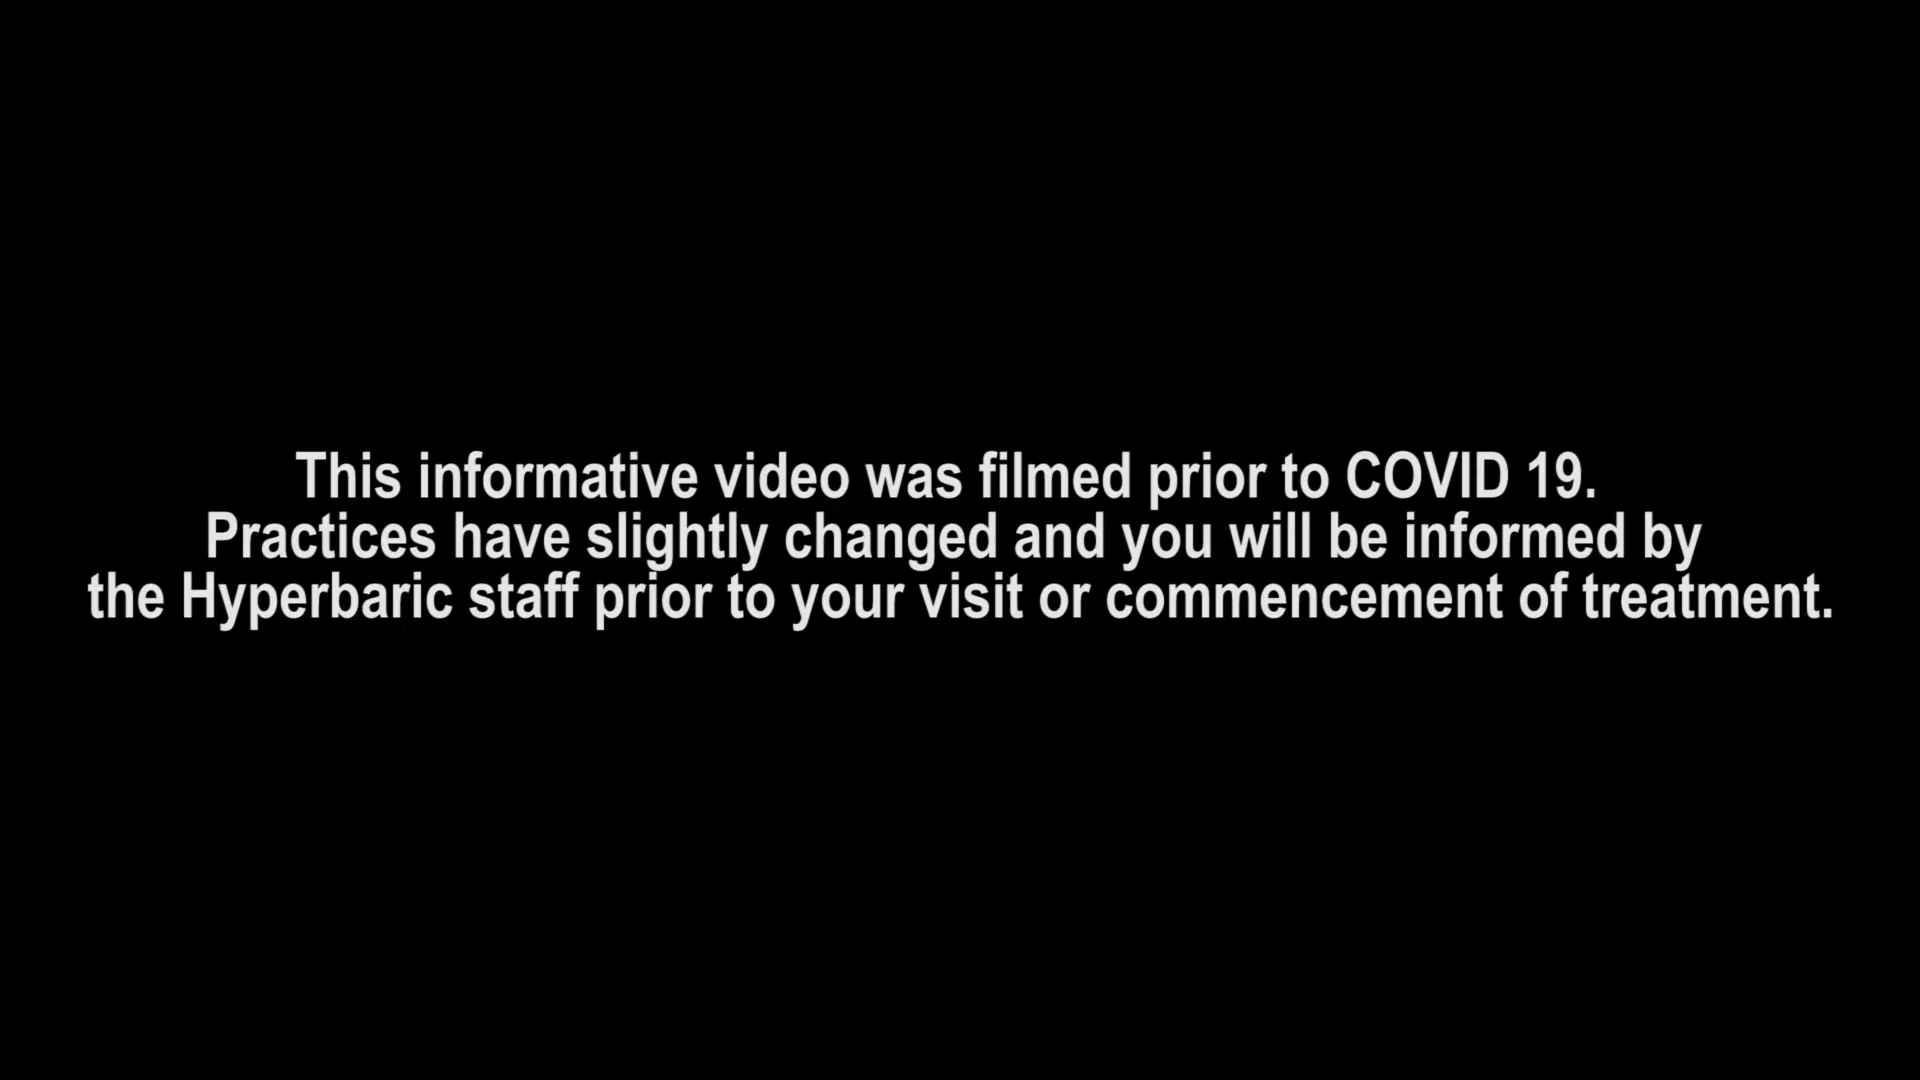 This informative video was filmed prior to COVID 19.
Practices have slightly changed and you will be informed by
the Hyperbaric staff prior to your visit or commencement of treatment.